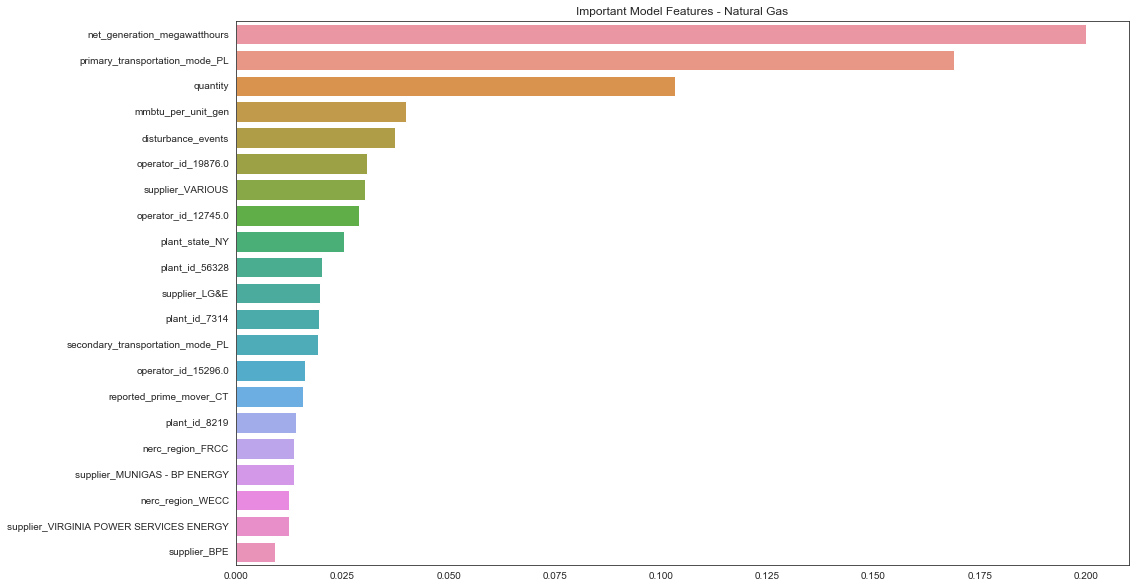 Important Model Features - Natural Gas
net_generation_megawatthours
primary_transportation_mode_PL
quantity
mmbtu_per_unit_gen
disturbance_events
operator_id_19876.0
supplier_VARIOUS
operator_id_12745.0
plant_state_NY
plant_id_56328
supplier_LG&E
plant_id_7314
secondary_transportation_mode_PL
operator_id_15296.0
reported_prime_mover_CT
plant_id_8219
nerc_region_FRCC
supplier_MUNIGAS - BP ENERGY
nerc_region_WECC
supplier_VIRGINIA POWER SERVICES ENERGY
supplier_BPE
0.000 0.025 0.050 0.075 0.100 0.125 0.150 0.175 0.200